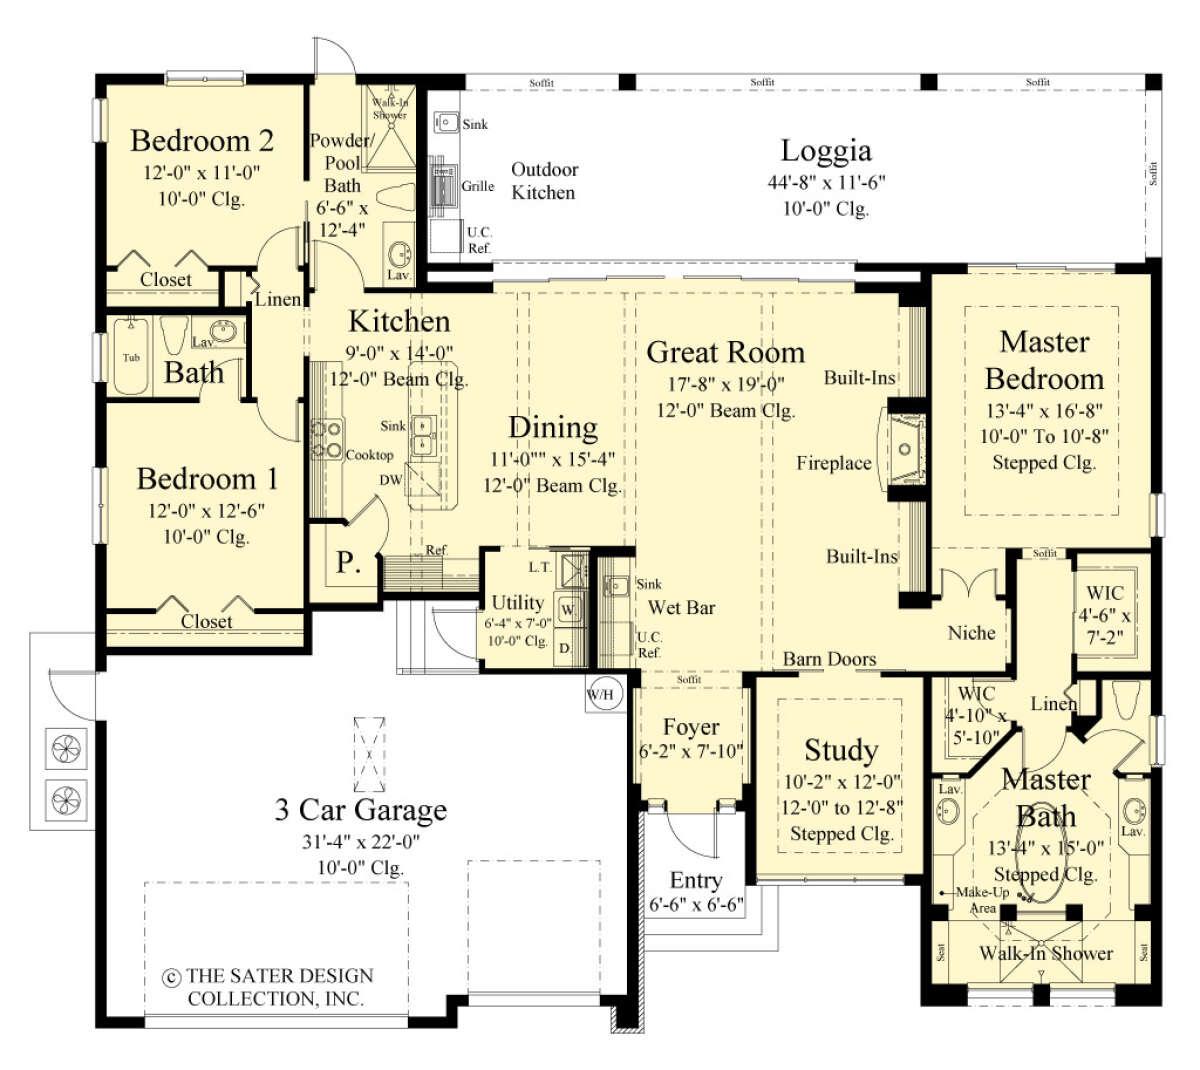 Soffit
Soffit
Soffit
Soffit
Walk-In
Shower
Bedroom 2
12'-0" x 11'-0"
10'-0" Clg.
Powder/
Pool
Bath
6'-6" x
12'-4"
Lav.
Sink
Grille
U.C.
Ref.
Outdoor
Kitchen
Loggia
44'-8" x 11'-6"
10'-0" Clg.
Closet
Linen
Tub
Lav.
Bath
Kitchen
9'-0" x 14'-0"
12'-0" Beam Clg.
Sink
Cooktop
DW
Ref.
P.
Dining
11'-0"" x 15'-4"
12'-0" Beam Clg.
Great Room
17'-8" x 19'-0"
12'-0" Beam Clg.
Built-Ins
Fireplace
Built-Ins
Master
Bedroom
13'-4" x 16'-8"
10'-0" To 10'-8"
Stepped Clg.
Bedroom 1
12'-0" x 12'-6"
10'-0" Clg.
Closet
L.T.
Utility
6'-4" x 7'-0"
10'-0" Clg.
W.
D.
Sink
Wet Bar
U.C.
Ref.
Soffit
WIC
4'-6" x
7'-2"
Niche
Barn Doors
Soffit
W/H
Foyer
6'-2" x 7'-10"
Study
10'-2" x 12'-0"
12'-'0" to 12'-8"
Stepped Clg.
WIC
4'-10" x
5'-10"
Linen
Master
Bath
13'-4" x 15'-0"
Stepped Clg.
Lav.
Lav.
Make-Up
Area
Seat
Walk-In Shower
Seat
3 Car Garage
31'-4" x 22'-0"
10'-0" Clg.
Entry
6'-6" x 6'-6"
© THE SATER DESIGN
COLLECTION, INC.